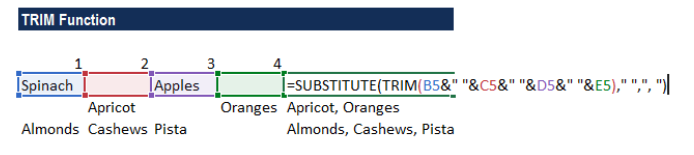 TRIM Function
1 2 3 4
Spinach Apples =SUBSTITUTE(TRIM(B5&" "&C5&" "&D5&" "&E5)," ",", ")
Apricot Oranges Apricot, Oranges
Almonds Cashews Pista Almonds, Cashews, Pista